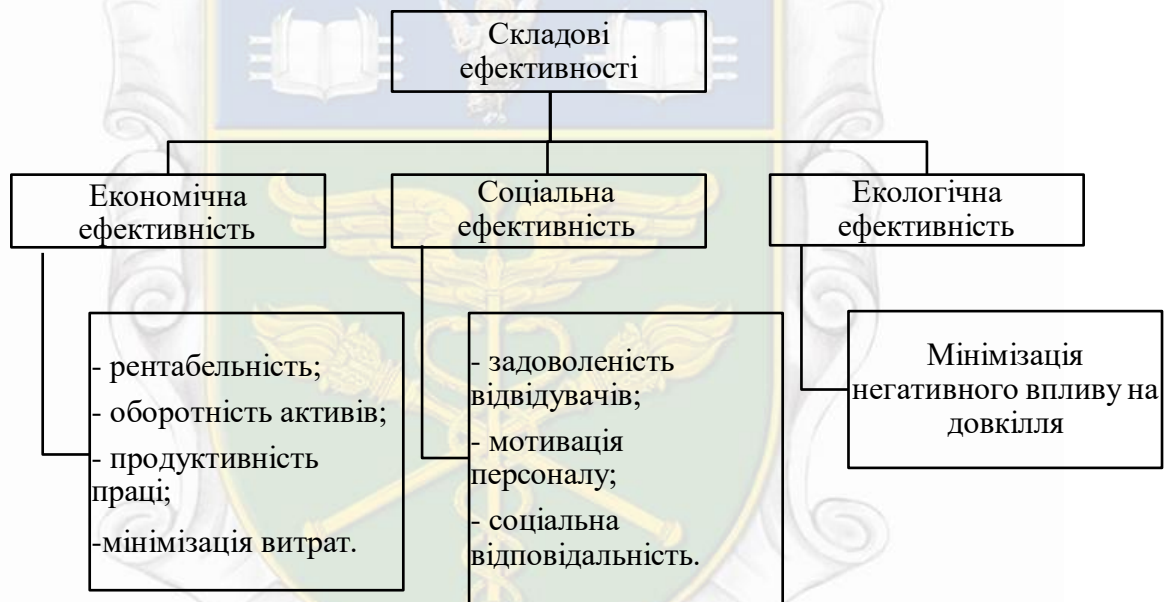 Складові
ефективності
Економічна
ефективність
Соціальна
ефективність
Екологічна
ефективність
- рентабельність;
- оборотність активів;
- продуктивність
праці;
-мінімізація витрат.
- задоволеність
відвідувачів;
- мотивація
персоналу;
- соціальна
відповідальність.
Мінімізація
негативного впливу на
довкілля